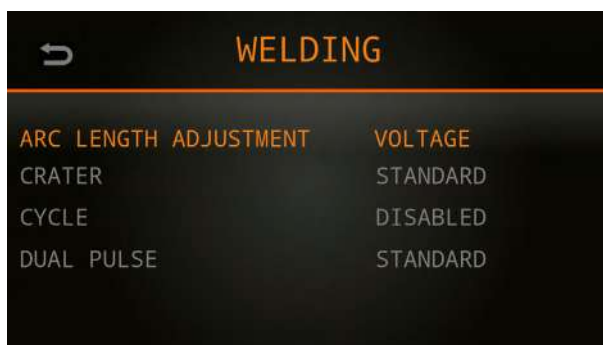 WELDING
ARC LENGTH ADJUSTMENT VOLTAGE
CRATER STANDARD
CYCLE DISABLED
DUAL PULSE STANDARD